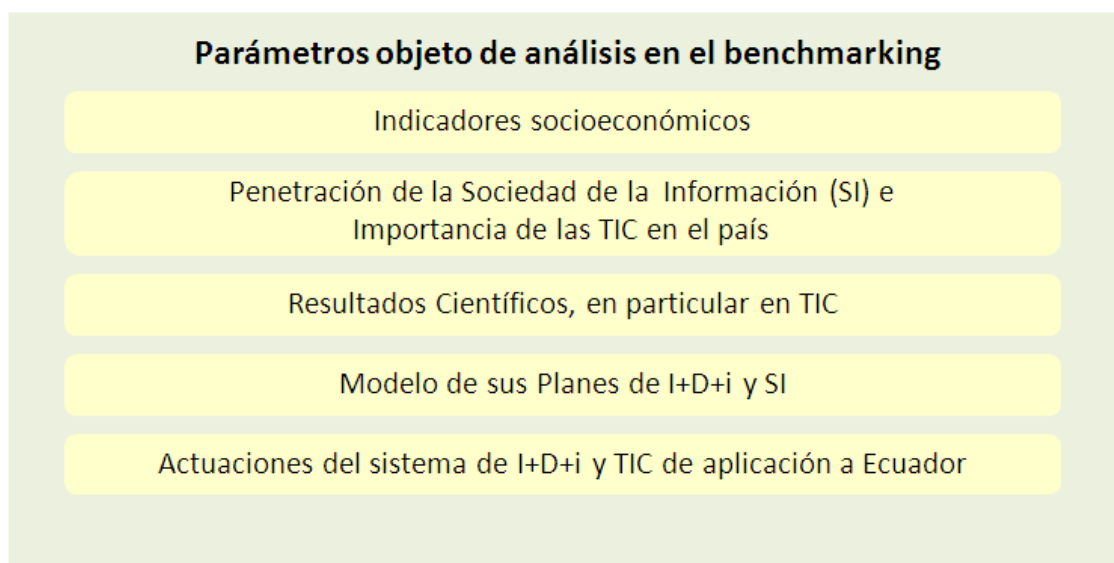 Parámetros objeto de análisis en el benchmarking
Indicadores socioeconómicos
Penetración de la Sociedad de la Información (SI) e
Importancia de las TIC en el país
Resultados Científicos, en particular en TIC
Modelo de sus Planes de I+D+i y SI
Actuaciones del sistema de I+D+i y TIC de aplicación a Ecuador